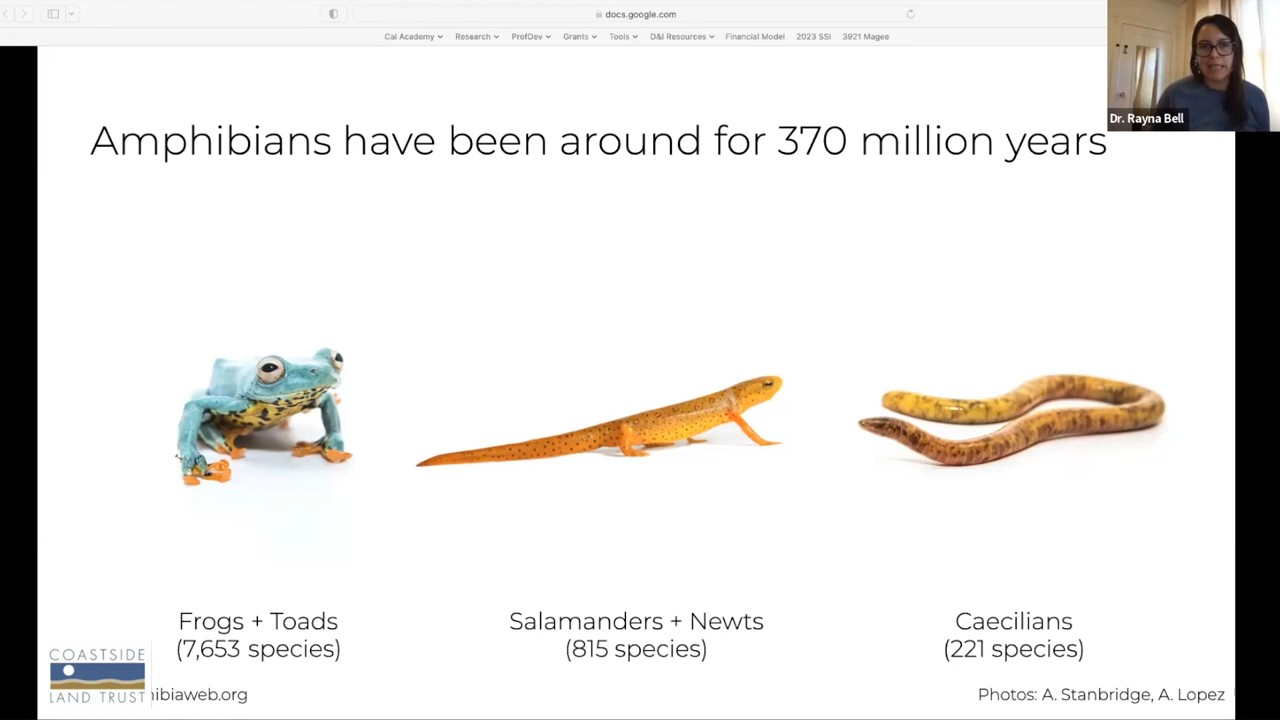 docs.google.com
Cal Academy Research ProfDev Grants Tools D&I Resources Financial Model 2023 SSI 3921 Magee
Dr. Rayna Bell
Amphibians have been around for 370 million years
Frogs + Toads
(7,653 species)
Salamanders + Newts
(815 species)
Caecilians
(221 species)
COASTSIDE
LAND TRUST
hibiaweb.org
Photos: A. Stanbridge, A. Lopez